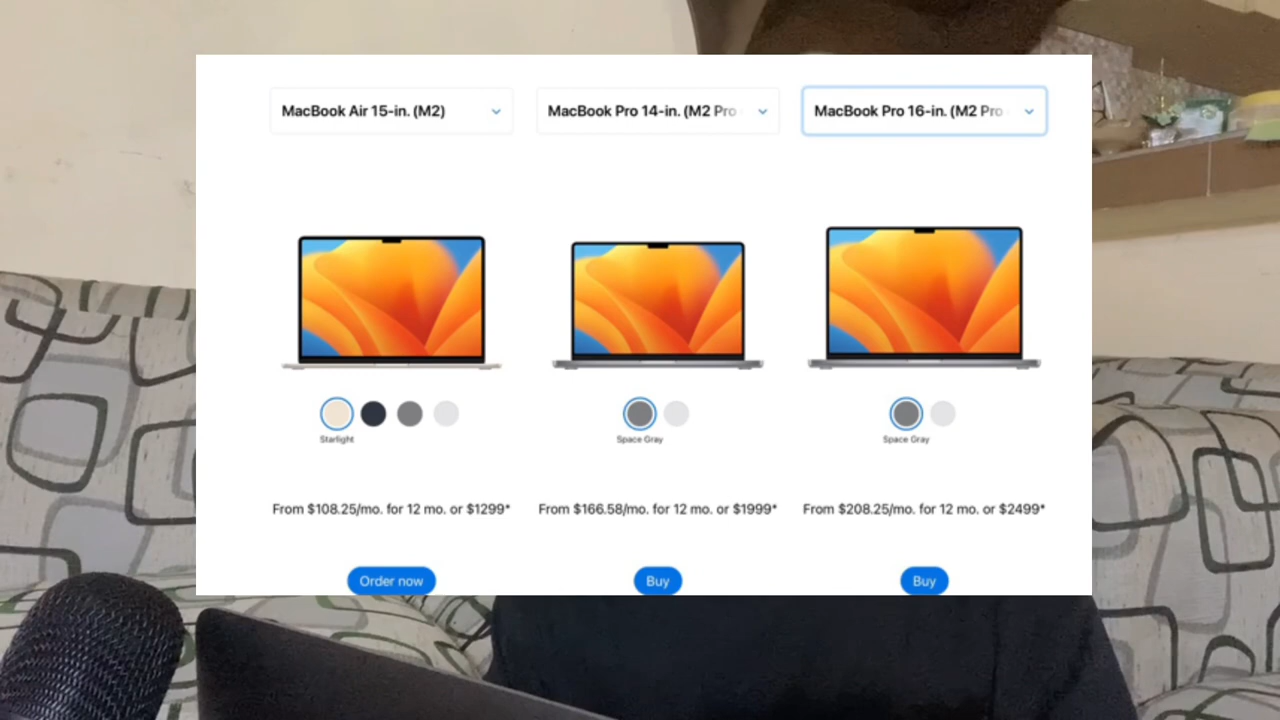 MacBook Air 15-in. (M2)
MacBook Pro 14-in. (M2 Pro
MacBook Pro 16-in. (M2 Pro
Starlight
Space Gray
Space Gray
From $108.25/mo. for 12 mo. or $1299*
From $166.58/mo. for 12 mo. or $1999*
From $208.25/mo. for 12 mo. or $2499*
Order now
Buy
Buy